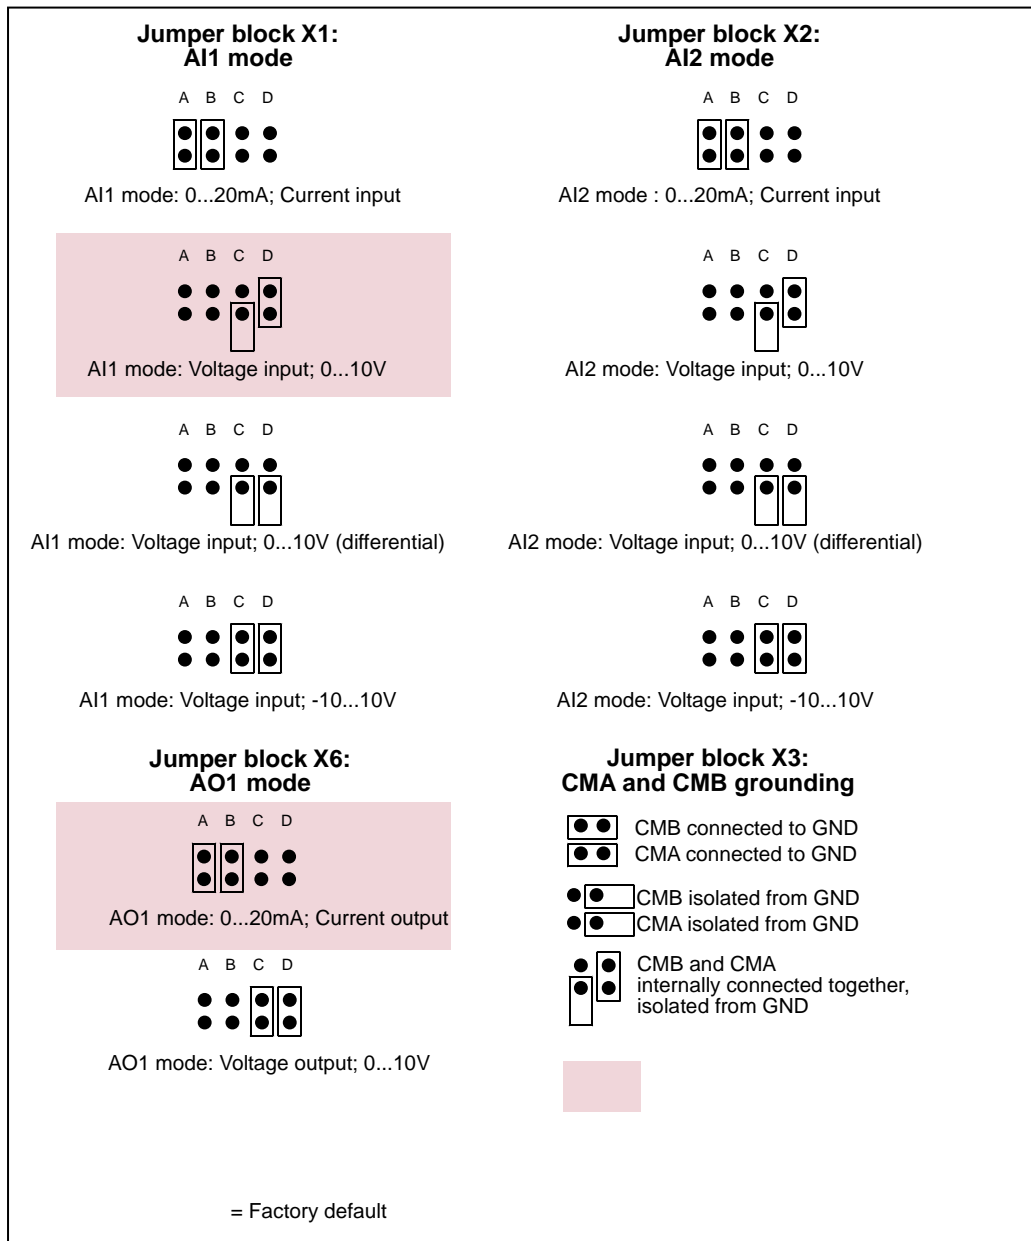 Jumper block X1:
AI1 mode
A B C D
AI1 mode: 0...20mA; Current input
A B C D
AI1 mode: Voltage input; 0...10V
A B C D
AI1 mode: Voltage input; 0...10V (differential)
A B C D
AI1 mode: Voltage input; -10...10V
Jumper block X2:
AI2 mode
A B C D
AI2 mode : 0...20mA; Current input
A B C D
AI2 mode: Voltage input; 0...10V
A B C D
AI2 mode: Voltage input; 0...10V (differential)
A B C D
AI2 mode: Voltage input; -10...10V
Jumper block X6:
AO1 mode
A B C D
AO1 mode: 0...20mA; Current output
A B C D
AO1 mode: Voltage output; 0...10V
Jumper block X3:
CMA and CMB grounding
CMB connected to GND
CMA connected to GND
CMB isolated from GND
CMA isolated from GND
CMB and CMA
internally connected together,
isolated from GND
= Factory default